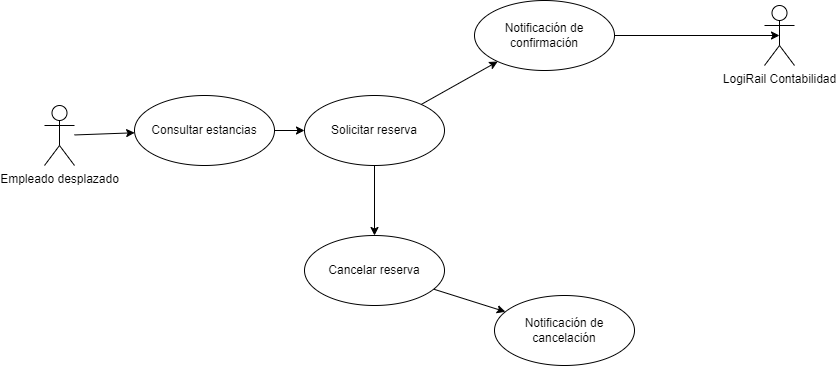 Notificación de
confirmación
LogiRail Contabilidad
Consultar estancias
Solicitar reserva
Empleado desplazado
Cancelar reserva
Notificación de
cancelación